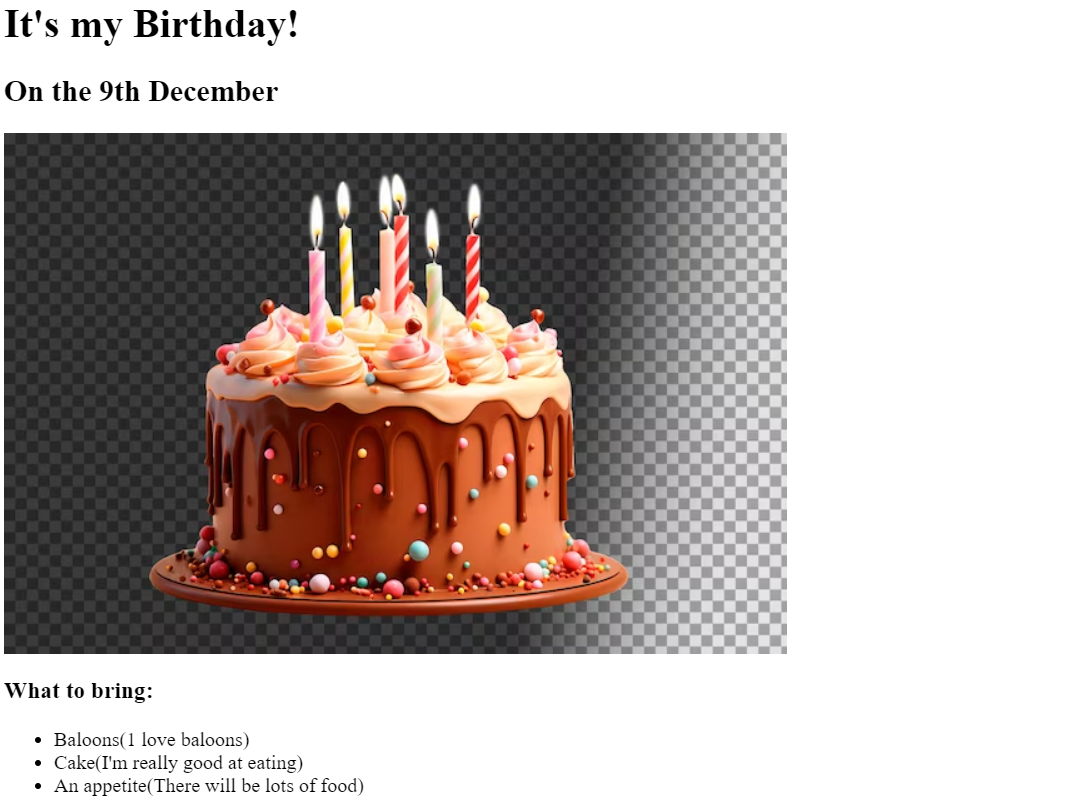 It's my Birthday!
On the 9th December
What to bring:
Baloons(1 love baloons)
Cake(I'm really good at eating)
An appetite(There will be lots of food)